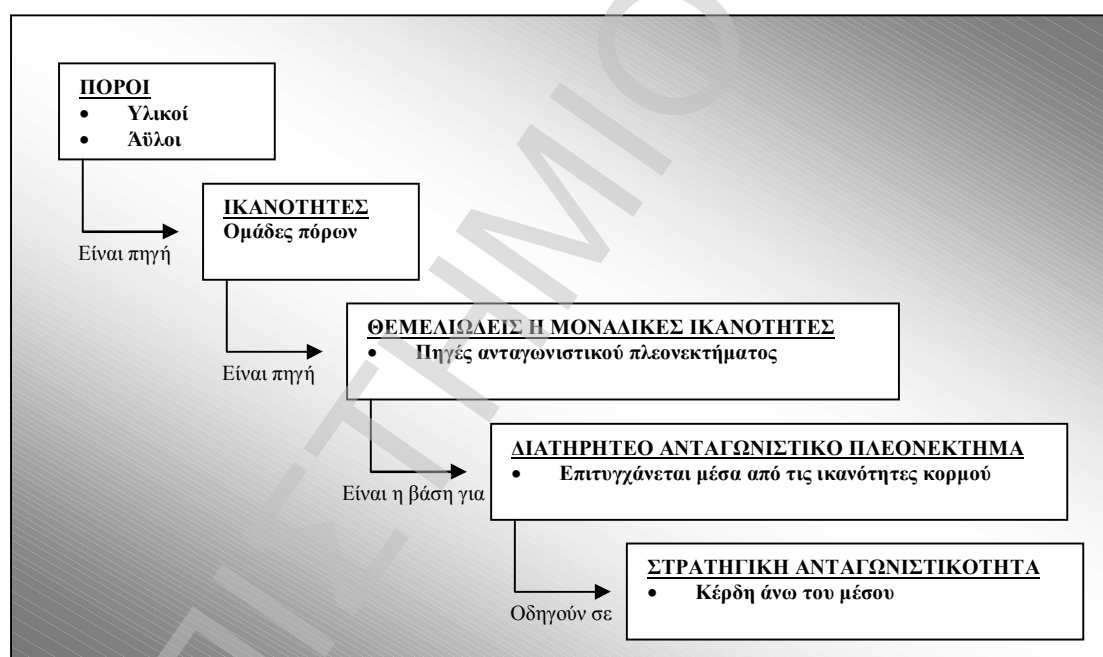 ΠΟΡΟΙ
• Υλικοί
• Άϋλοι
Είναι πηγή
ΙΚΑΝΟΤΗΤΕΣ
Ομάδες πόρων
Είναι πηγή
ΘΕΜΕΛΙΩΔΕΙΣ Η ΜΟΝΑΔΙΚΕΣ ΙΚΑΝΟΤΗΤΕΣ
• Πηγές ανταγωνιστικού πλεονεκτήματος
Είναι η βάση για
ΔΙΑΤΗΡΗΤΕΟ ΑΝΤΑΓΩΝΙΣΤΙΚΟ ΠΛΕΟΝΕΚΤΗΜΑ
• Επιτυγχάνεται μέσα από τις ικανότητες κορμού
Οδηγούν σε
ΣΤΡΑΤΗΓΙΚΗ ΑΝΤΑΓΩΝΙΣΤΙΚΟΤΗΤΑ
• Κέρδη άνω του μέσου